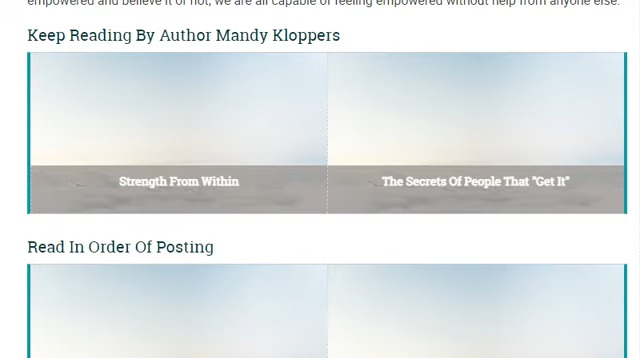 empowered and believe it or not, we are all capable of feeling empowered without help from anyone else.
Keep Reading By Author Mandy Kloppers
Strength From Within
The Secrets Of People That "Get It"
Read In Order Of Posting